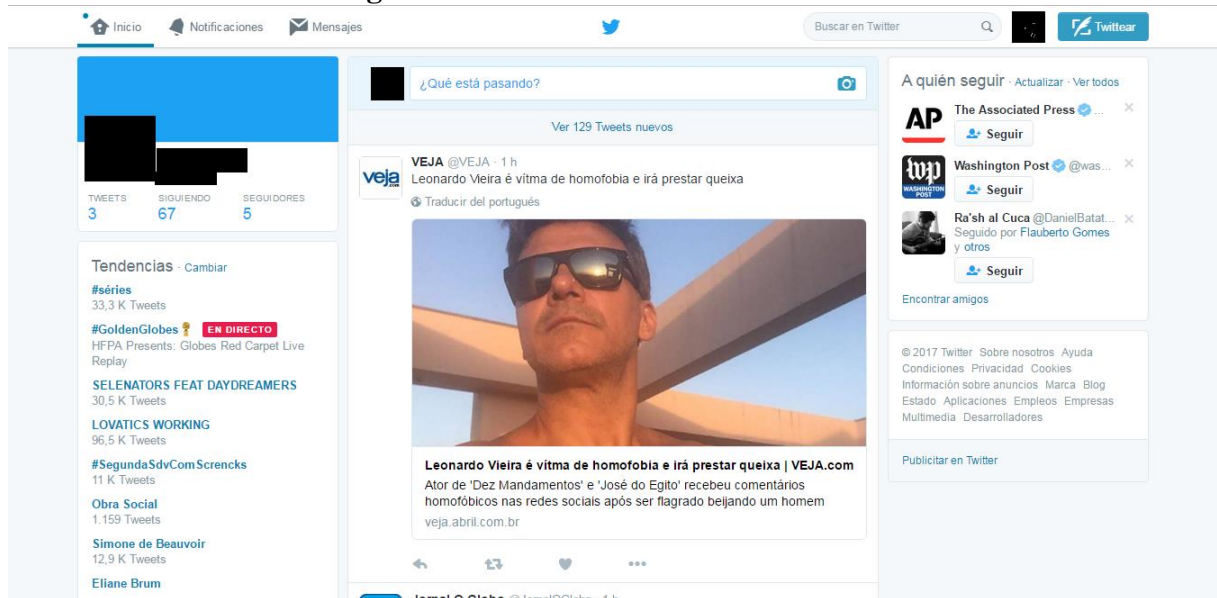 Inicio Notificaciones Mensajes Buscar en Twitter Twittear
TWEETS SIGUIENDO SEGUIDORES
3 67 5
Tendencias · Cambiar
#séries
33,3 K Tweets
#GoldenGlobes EN DIRECTO
HFPA Presents: Globes Red Carpet Live
Replay
SELENATORS FEAT DAYDREAMERS
30,5 K Tweets
LOVATICS WORKING
96,5 K Tweets
#SegundaSdvComScrencks
11 K Tweets
Obra Social
1.159 Tweets
Simone de Beauvoir
12,9 K Tweets
Eliane Brum
¿Qué está pasando?
Ver 129 Tweets nuevos
veja.com
VEJA @VEJA · 1 h
Leonardo Vieira é vítma de homofobia e irá prestar queixa
Traducir del portugués
Leonardo Vieira é vítma de homofobia e irá prestar queixa | VEJA.com
Ator de 'Dez Mandamentos' e 'José do Egito' recebeu comentários
homofóbicos nas redes sociais após ser flagrado beijando um homem
veja.abril.com.br
Jornal O Globo @JornalOGlobo · 1 h
A quién seguir · Actualizar · Ver todos
AP
The Associated Press ...
Seguir
wp
WASHINGTON
POST
Washington Post @was...
Seguir
Ra'sh al Cuca @DanielBatat...
Seguido por Flauberto Gomes
y otros
Seguir
Encontrar amigos
© 2017 Twitter Sobre nosotros Ayuda
Condiciones Privacidad Cookies
Información sobre anuncios Marca Blog
Estado Aplicaciones Empleos Empresas
Multimedia Desarrolladores
Publicitar en Twitter